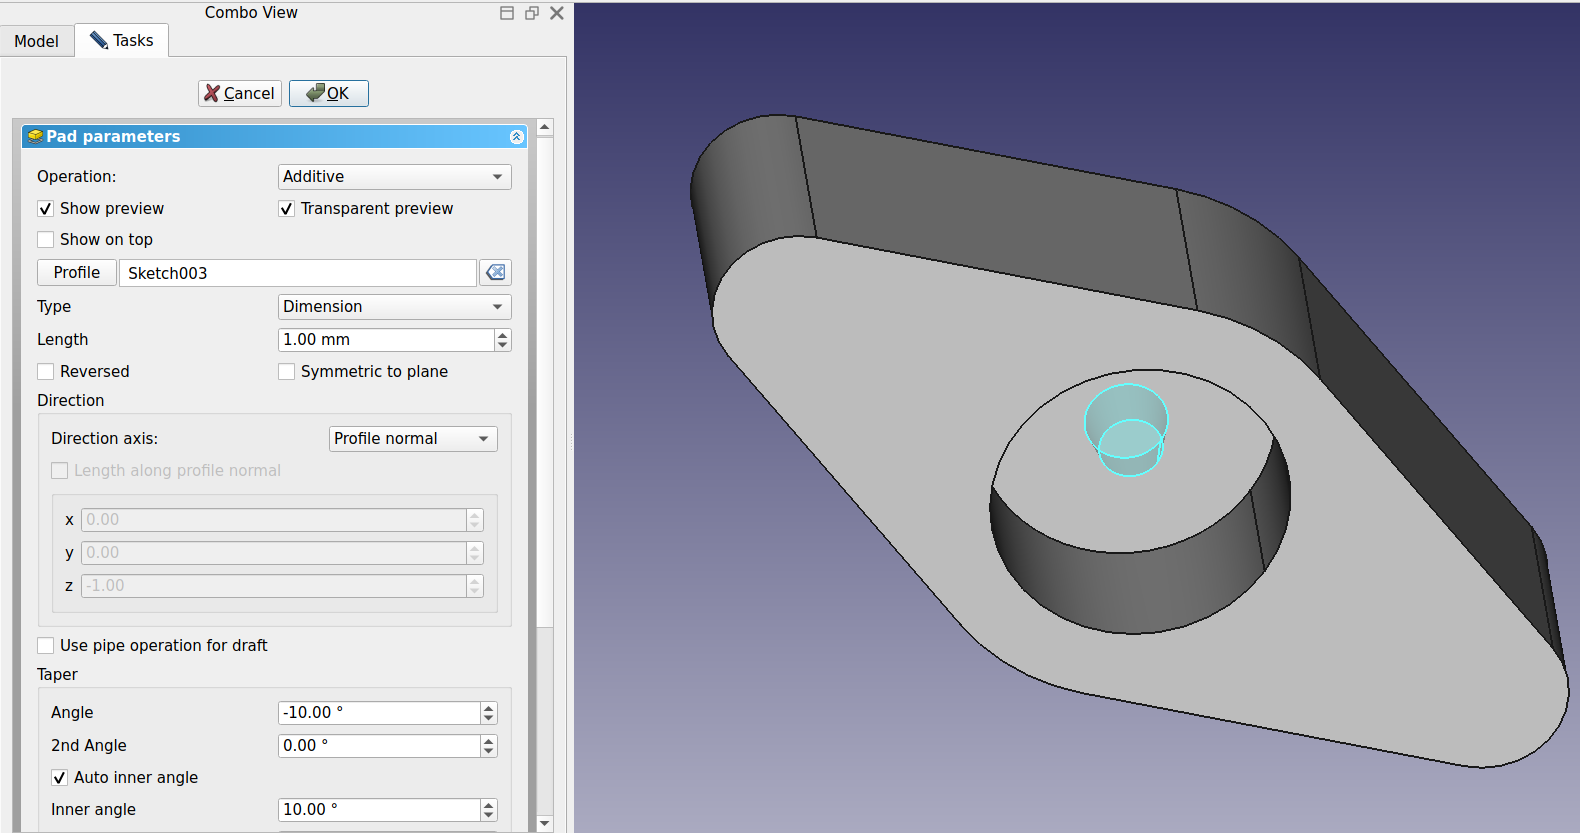 Combo View
Model
Tasks
Cancel
OK
Pad parameters
Operation:
Additive
Show preview
Transparent preview
Show on top
Profile
Sketch003
Type
Dimension
Length
1.00 mm
Reversed
Symmetric to plane
Direction
Direction axis:
Profile normal
Length along profile normal
x
0.00
y
0.00
z
-1.00
Use pipe operation for draft
Taper
Angle
-10.00 °
2nd Angle
0.00 °
Auto inner angle
Inner angle
10.00 °